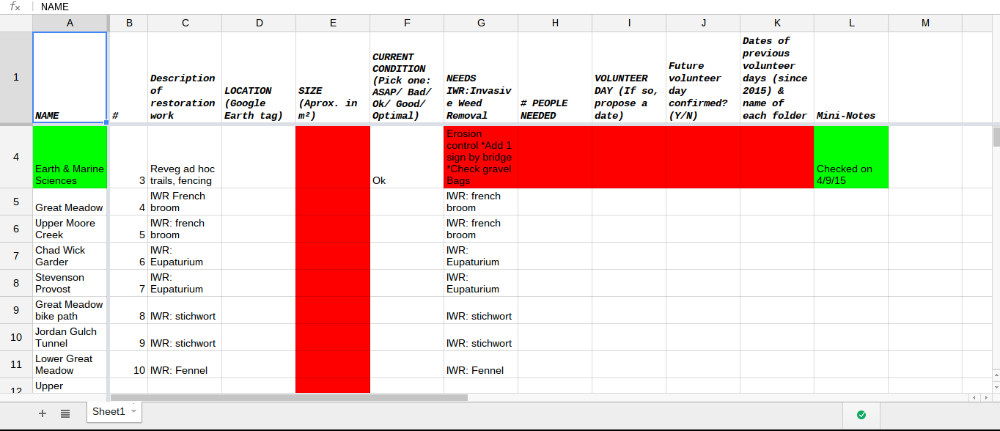 fx NAME
A B C D E F G H I J K L M
1
NAME
#
Description
of
restoration
work
LOCATION
(Google
Earth tag)
SIZE
(Aprox. in
m²)
CURRENT
CONDITION
(Pick one:
ASAP/ Bad/
Ok/ Good/
Optimal)
NEEDS
IWR:Invasiv
e Weed
Removal
# PEOPLE
NEEDED
VOLUNTEER
DAY (If so,
propose a
date)
Future
volunteer
day
confirmed?
(Y/N)
Dates of
previous
volunteer
days (since
2015) &
name of
each folder
Mini-Notes
4
Earth & Marine
Sciences
3
Reveg ad hoc
trails, fencing
Ok
Erosion
control *Add 1
sign by bridge
*Check gravel
Bags
Checked on
4/9/15
5
Great Meadow
4
IWR French
broom
IWR: french
broom
6
Upper Moore
Creek
5
IWR: french
broom
IWR: french
broom
7
Chad Wick
Garder
6
IWR:
Eupaturium
IWR:
Eupaturium
8
Stevenson
Provost
7
IWR:
Eupaturium
IWR:
Eupaturium
9
Great Meadow
bike path
8
IWR: stichwort
IWR: stichwort
10
Jordan Gulch
Tunnel
9
IWR: stichwort
IWR: stichwort
11
Lower Great
Meadow
10
IWR: Fennel
IWR: Fennel
12
Upper
Sheet1